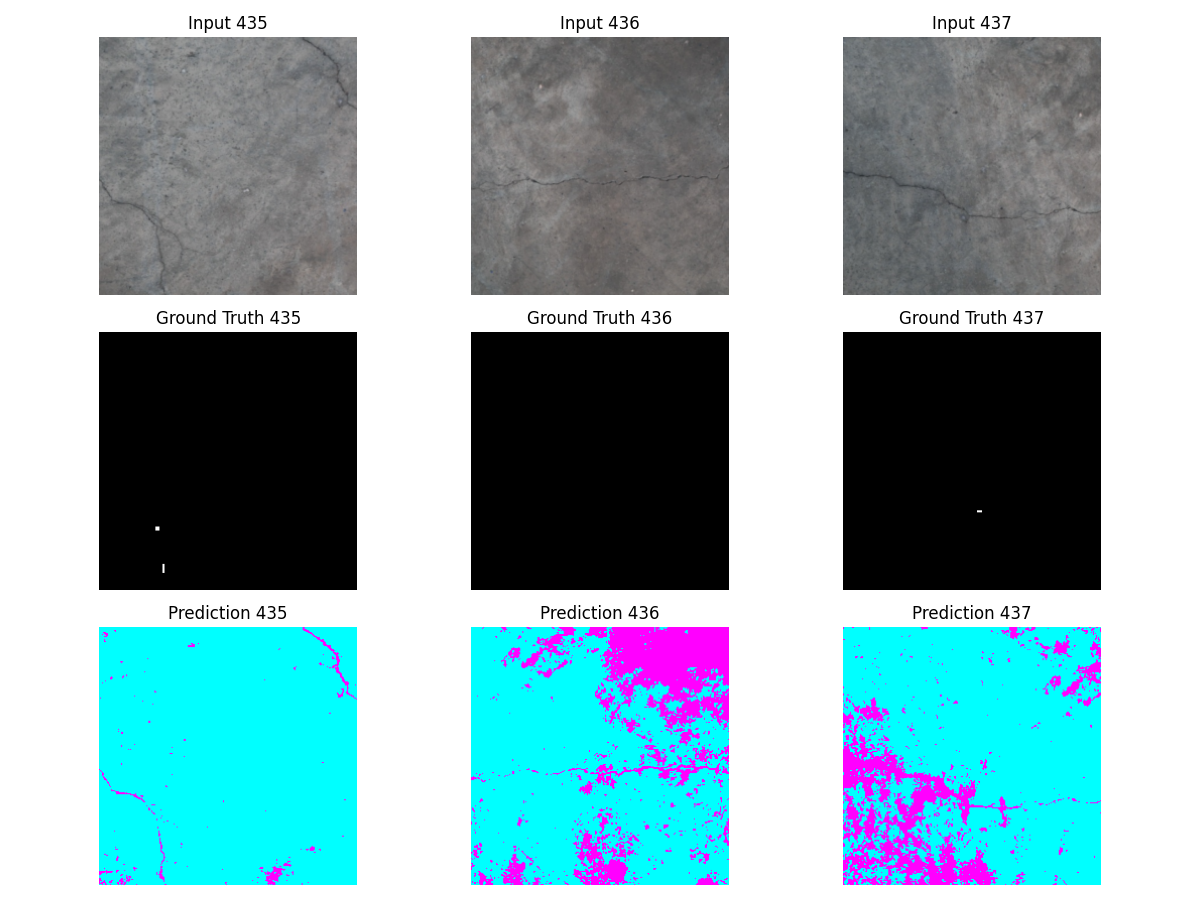 Input 435
Input 436
Input 437
Ground Truth 435
Ground Truth 436
Ground Truth 437
Prediction 435
Prediction 436
Prediction 437